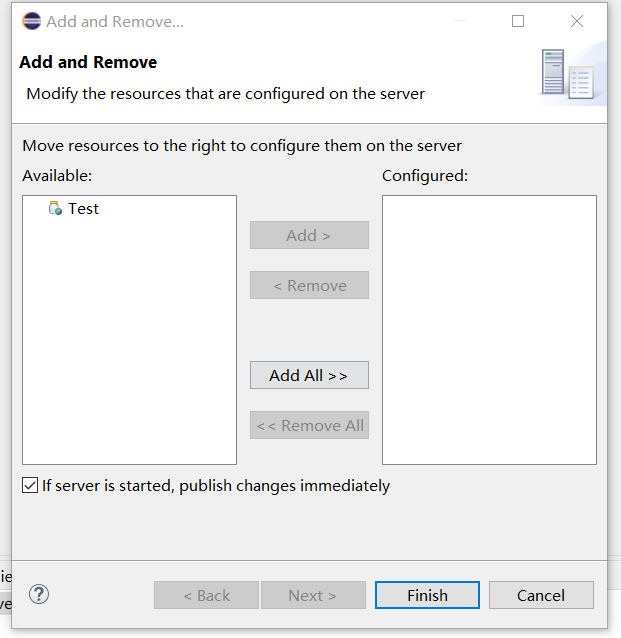 Add and Remove...
Add and Remove
Modify the resources that are configured on the server
Move resources to the right to configure them on the server
Available:
Configured:
Test
Add >
< Remove
Add All >>
<< Remove All
If server is started, publish changes immediately
ie
ve
?
< Back
Next >
Finish
Cancel